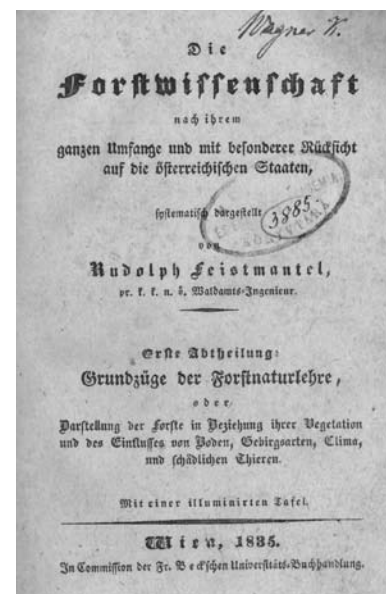 Wagner K.
Die
Forstwissenschaft
nach ihrem
ganzen Umfange und mit besonderer Rücksicht
auf die österreichischen Staaten,
systematisch dargestellt
3885
KÖNYVTÁRA
von
Rudolph Feistmantel,
pr. k. k. n. ö. Waldamts-Ingenieur.
Erste Abtheilung:
Grundzüge der Forstnaturlehre,
oder
Darstellung der Forste in Beziehung ihrer Vegetation
und des Einflusses von Boden, Gebirgsarten, Clima,
und schädlichen Thieren.
Mit einer illuminirten Tafel.
Wien, 1835.
In Commission der Fr. Beck'schen Universitäts-Buchhandlung.